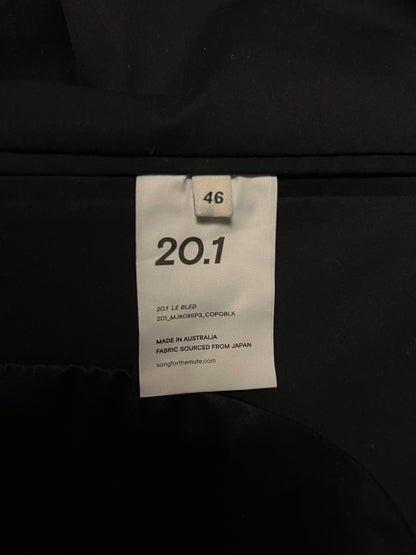 46
20.1
20.1 LE BLED
201_MJK085P3_COPOBLK
MADE IN AUSTRALIA
FABRIC SOURCED FROM JAPAN
songforthemute.com